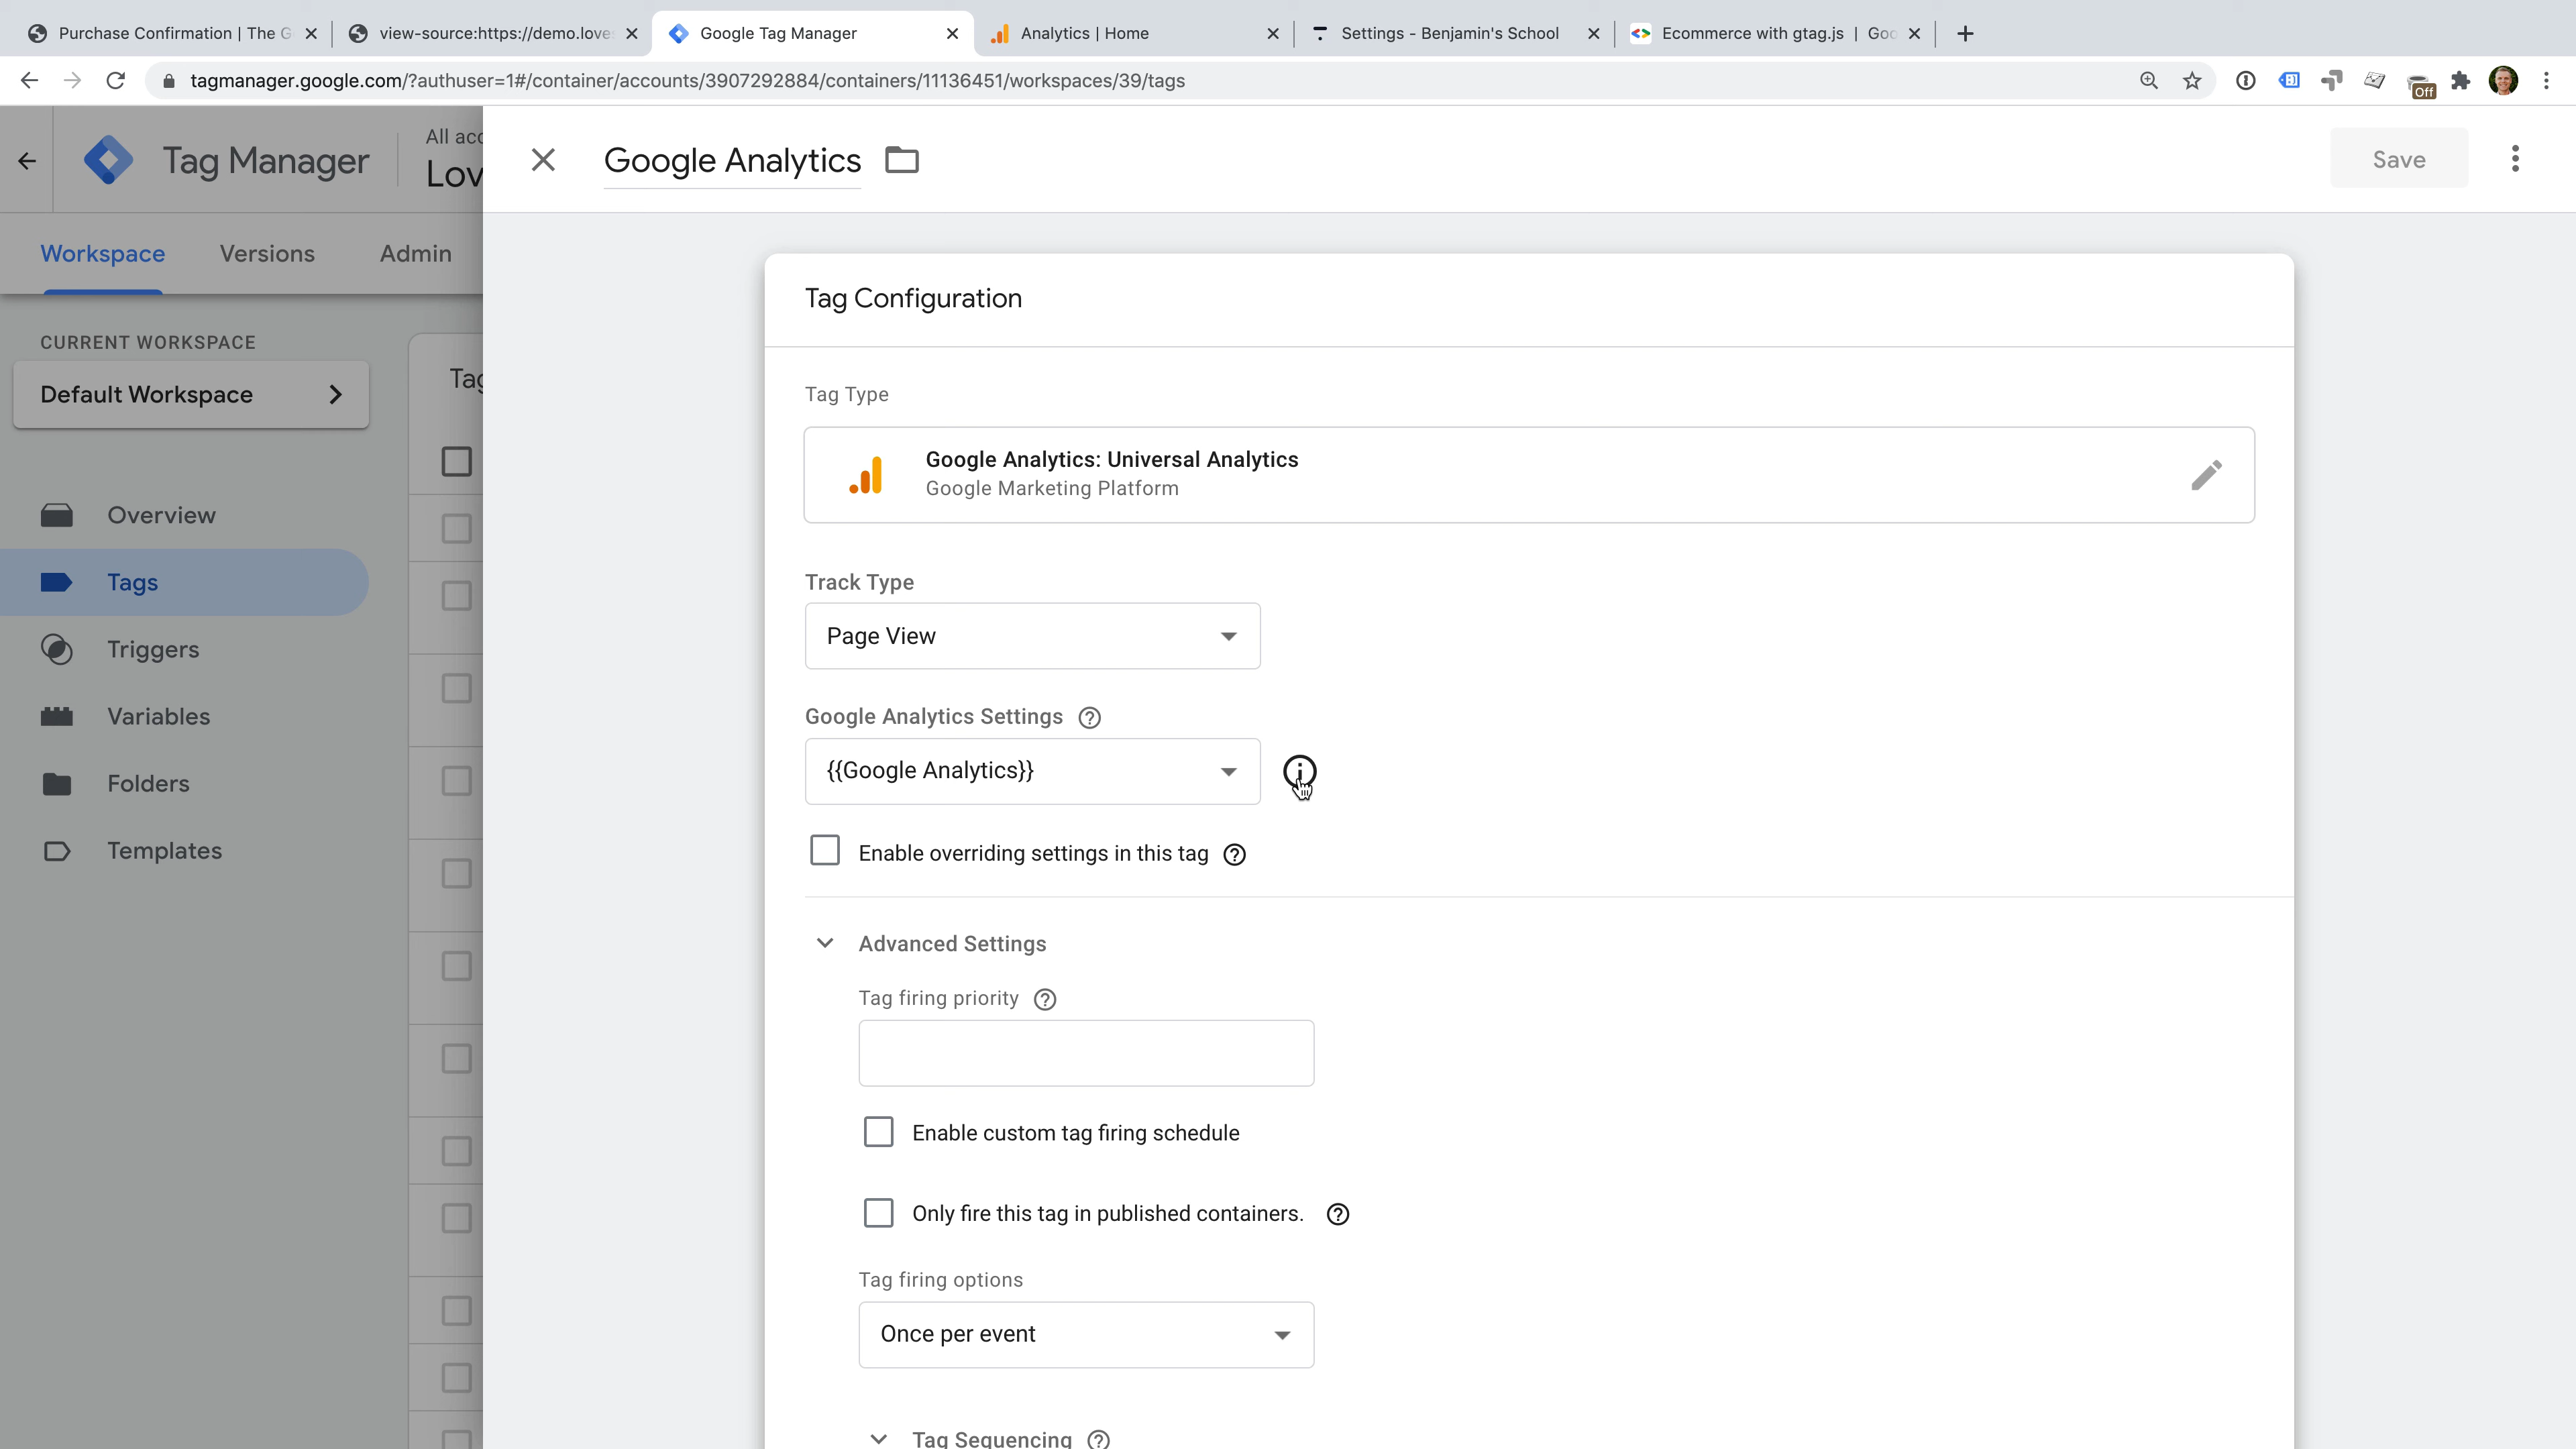 Purchase Confirmation | The G
view-source:https://demo.love
Google Tag Manager
Analytics | Home
Settings - Benjamin's School
Ecommerce with gtag.js | Goo
tagmanager.google.com/?authuser=1#/container/accounts/3907292884/containers/11136451/workspaces/39/tags
Off
Tag Manager
All acc
Lov
Google Analytics
Save
Workspace
Versions
Admin
Tag Configuration
CURRENT WORKSPACE
Default Workspace
Tag
Tag Type
Google Analytics: Universal Analytics
Google Marketing Platform
Overview
Tags
Triggers
Variables
Folders
Templates
Track Type
Page View
Google Analytics Settings
{{Google Analytics}}
Enable overriding settings in this tag
Advanced Settings
Tag firing priority
Enable custom tag firing schedule
Only fire this tag in published containers.
Tag firing options
Once per event
Tag Sequencing